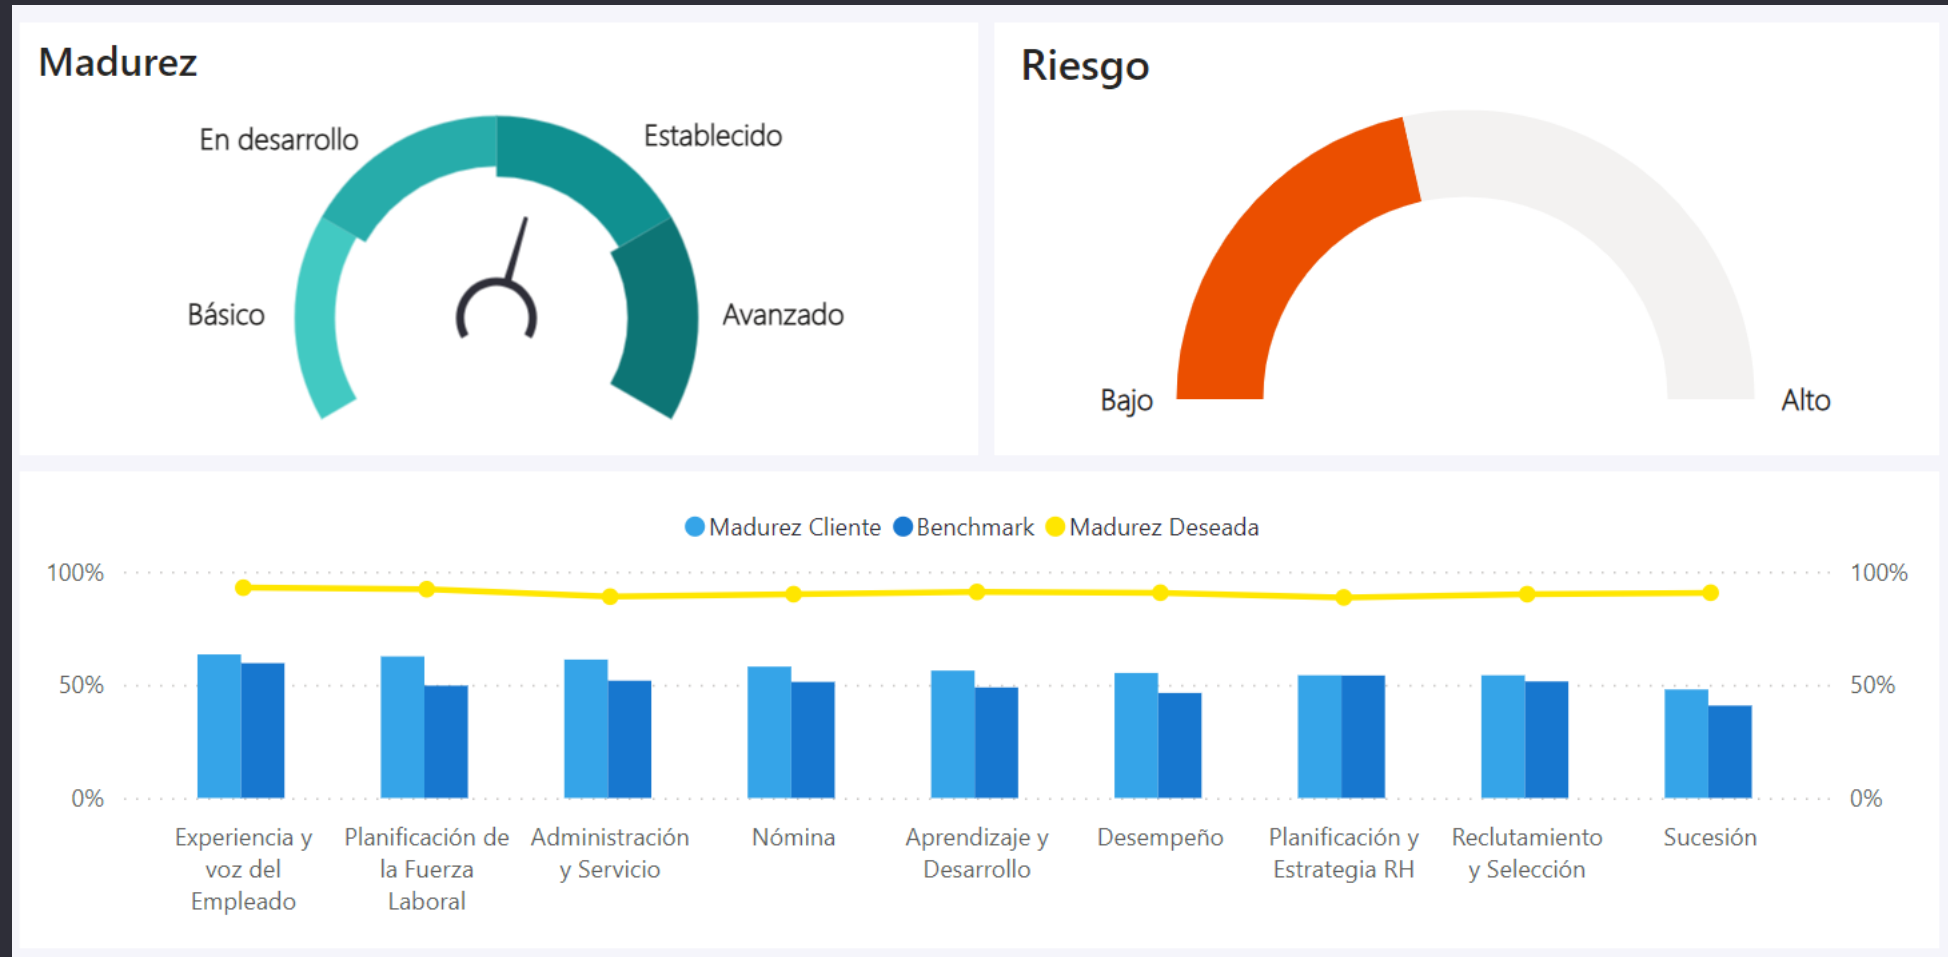 Madurez
En desarrollo
Establecido
Básico
Avanzado
Riesgo
Bajo
Alto
Madurez Cliente
Benchmark
Madurez Deseada
100%
100%
50%
50%
0%
0%
Experiencia y
voz del
Empleado
Planificación de
la Fuerza
Laboral
Administración
y Servicio
Nómina
Aprendizaje y
Desarrollo
Desempeño
Planificación y
Estrategia RH
Reclutamiento
y Selección
Sucesión